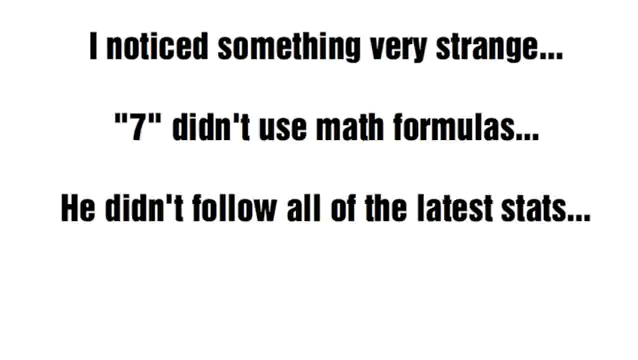 I noticed something very strange...
"7" didn't use math formulas...
He didn't follow all of the latest stats...